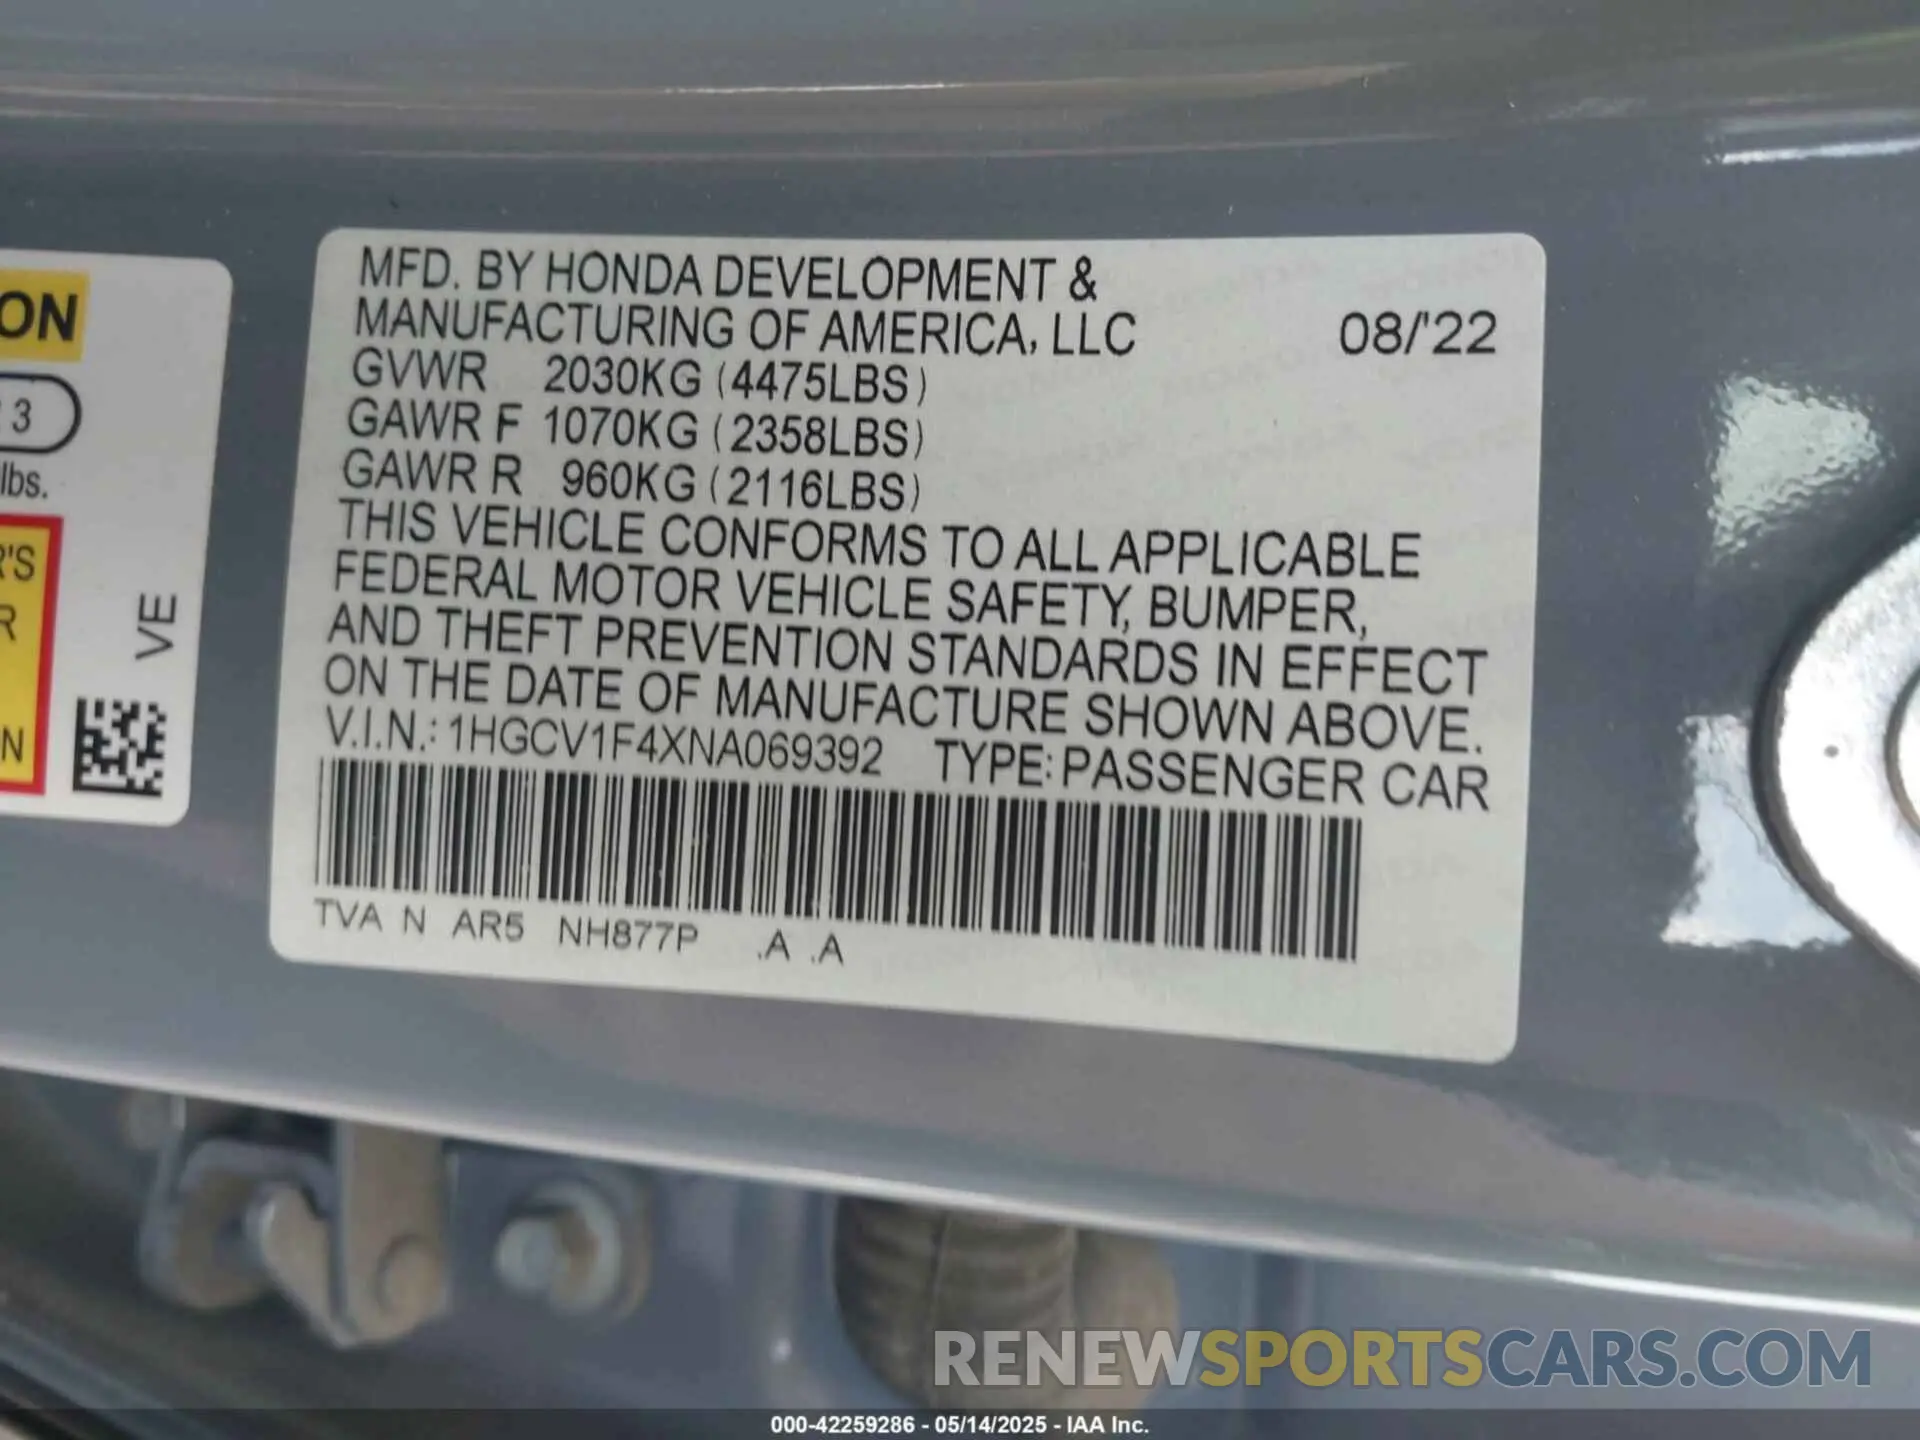 ON
3
lbs.
R'S
R
N
VE
MFD. BY HONDA DEVELOPMENT &
MANUFACTURING OF AMERICA, LLC 08/'22
GVWR 2030KG (4475LBS)
GAWR F 1070KG (2358LBS)
GAWR R 960KG (2116LBS)
THIS VEHICLE CONFORMS TO ALL APPLICABLE
FEDERAL MOTOR VEHICLE SAFETY, BUMPER,
AND THEFT PREVENTION STANDARDS IN EFFECT
ON THE DATE OF MANUFACTURE SHOWN ABOVE.
V.I.N.: 1HGCV1F4XNA069392 TYPE: PASSENGER CAR
TVA N AR5 NH877P .A .A
RENEWSPORTSCARS.COM
000-42259286 - 05/14/2025 - IAA Inc.